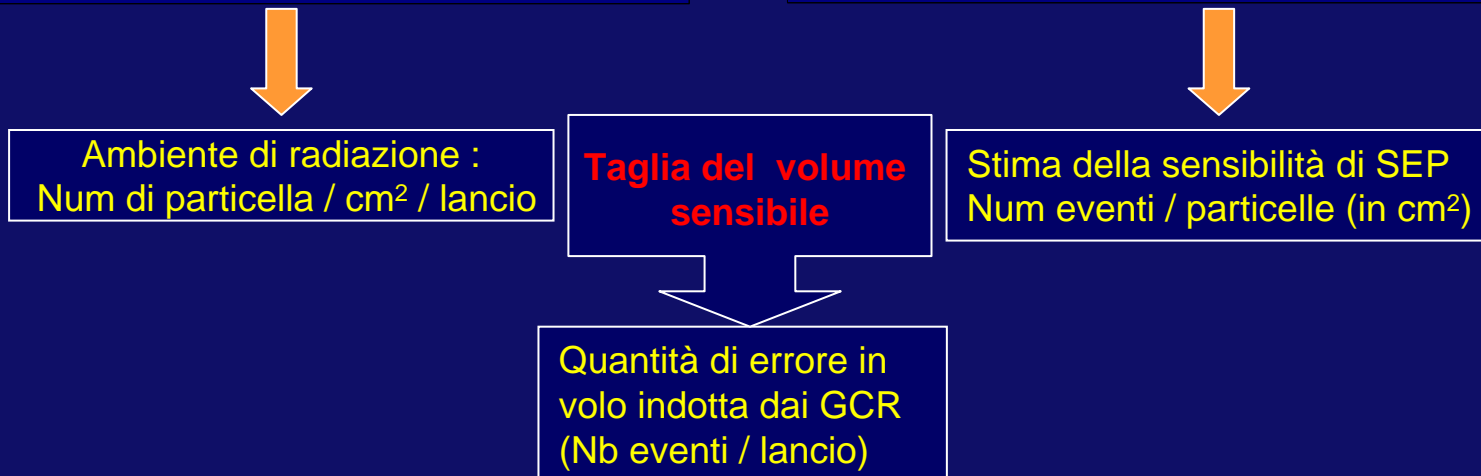 Ambiente di radiazione :
Num di particella / cm² / lancio
Taglia del volume
sensibile
Stima della sensibilità di SEP
Num eventi / particelle (in cm²)
Quantità di errore in
volo indotta dai GCR
(Nb eventi / lancio)